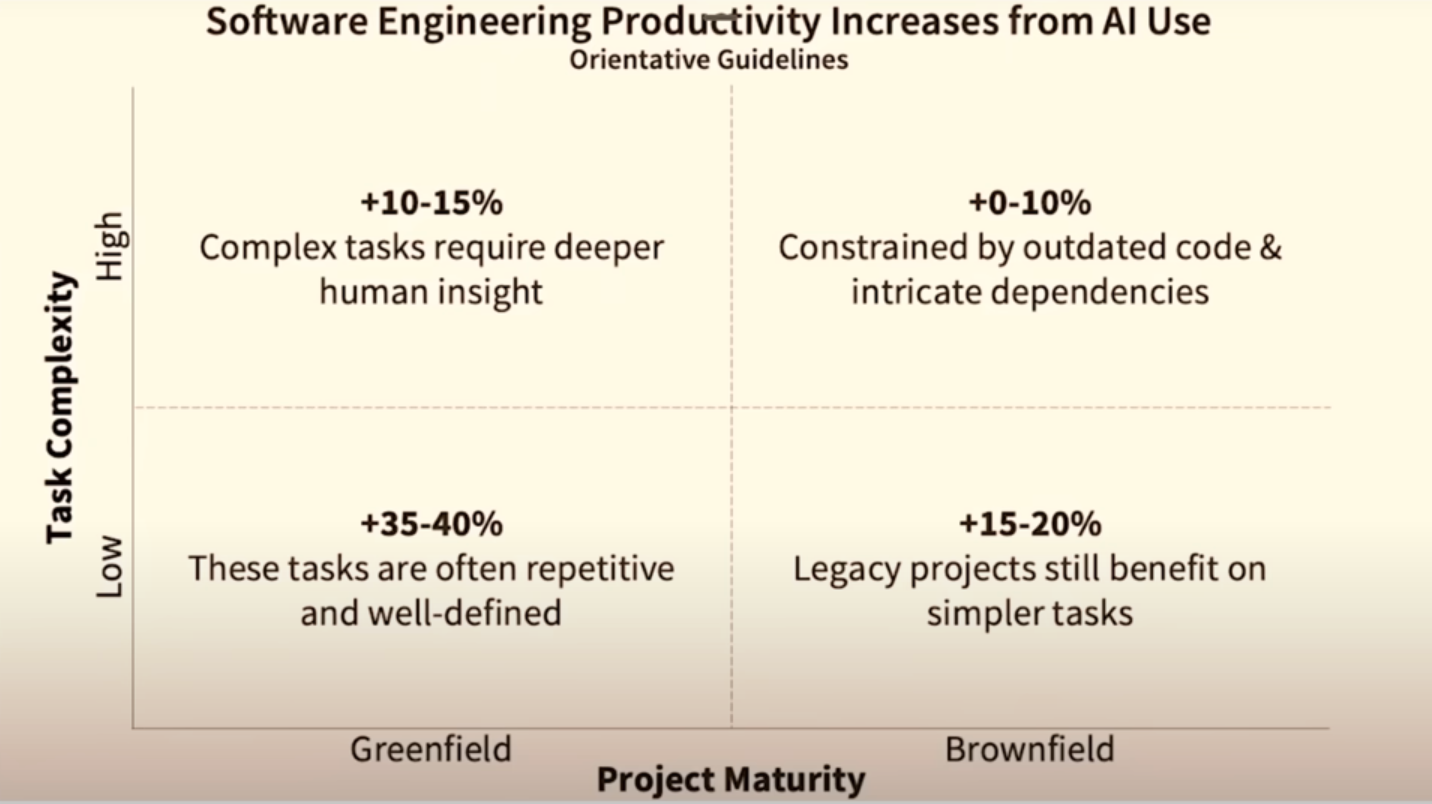 Software Engineering Productivity Increases from AI Use
Orientative Guidelines
Task Complexity
High
+10-15%
Complex tasks require deeper
human insight
+0-10%
Constrained by outdated code &
intricate dependencies
Low
+35-40%
These tasks are often repetitive
and well-defined
+15-20%
Legacy projects still benefit on
simpler tasks
Greenfield
Brownfield
Project Maturity